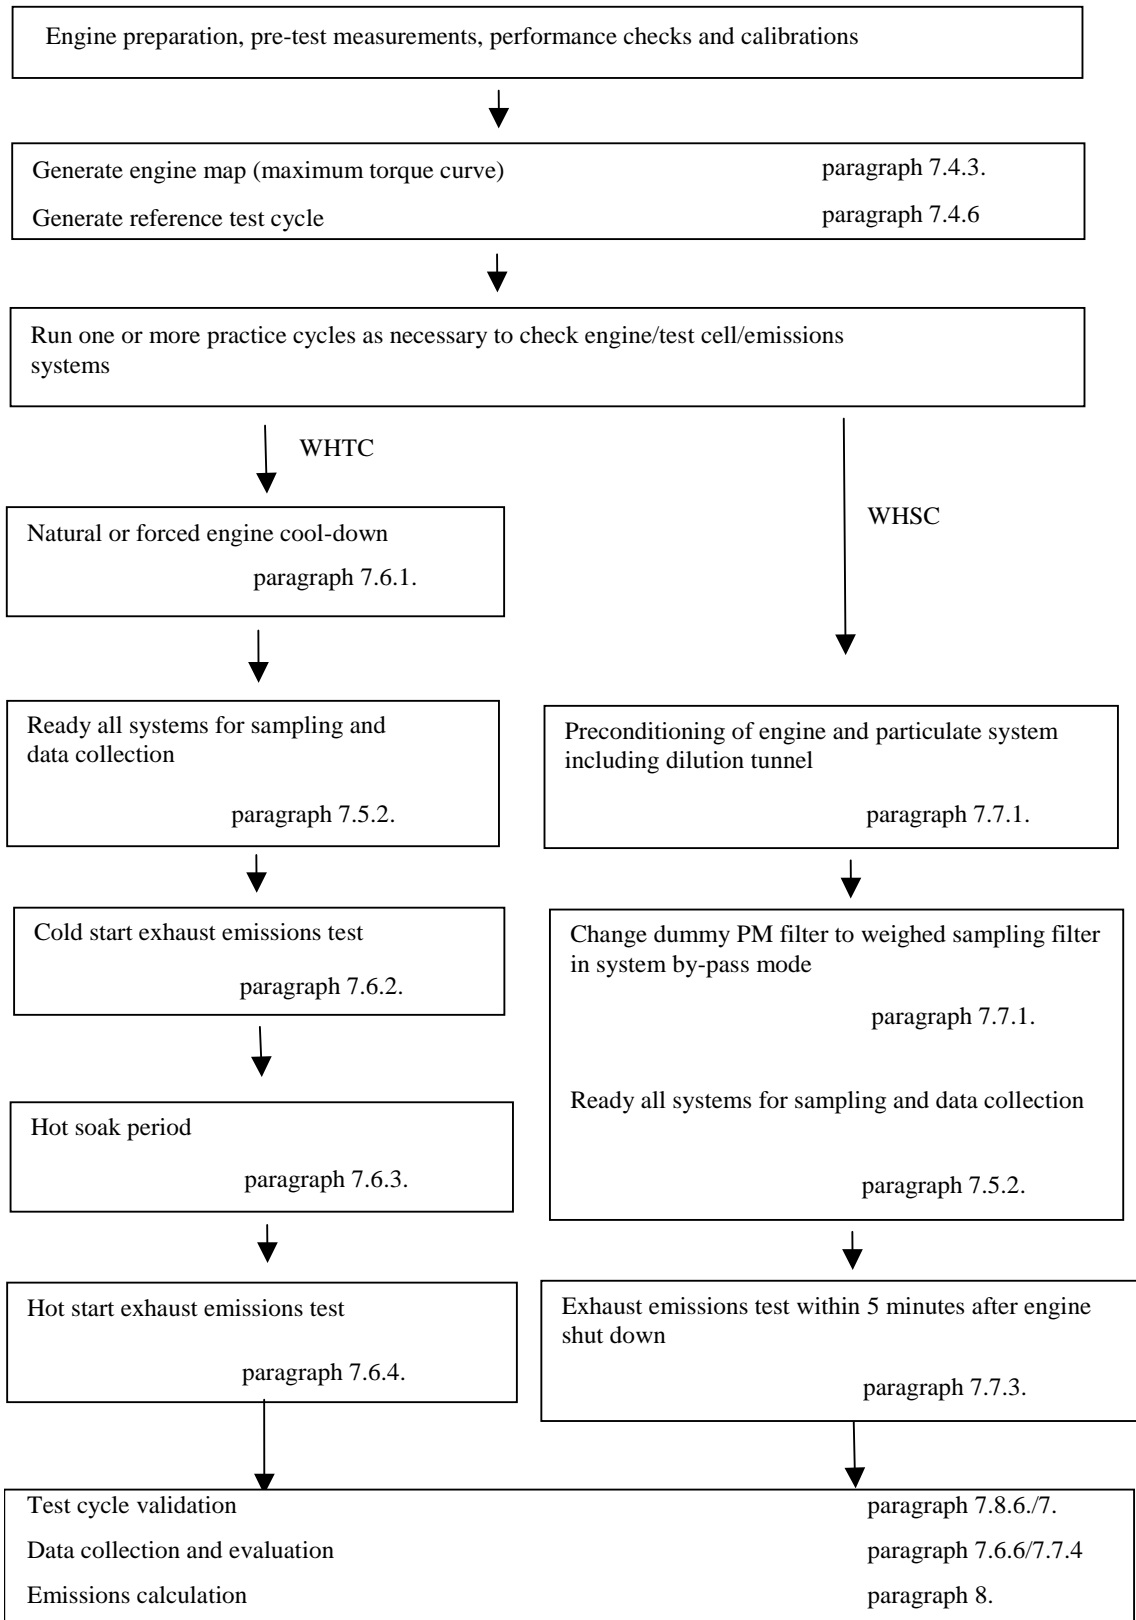 Engine preparation, pre-test measurements, performance checks and calibrations
Generate engine map (maximum torque curve) paragraph 7.4.3.
Generate reference test cycle paragraph 7.4.6
Run one or more practice cycles as necessary to check engine/test cell/emissions
systems
WHTC
Natural or forced engine cool-down
paragraph 7.6.1.
Ready all systems for sampling and
data collection
paragraph 7.5.2.
Cold start exhaust emissions test
paragraph 7.6.2.
Hot soak period
paragraph 7.6.3.
Hot start exhaust emissions test
paragraph 7.6.4.
WHSC
Preconditioning of engine and particulate system
including dilution tunnel
paragraph 7.7.1.
Change dummy PM filter to weighed sampling filter
in system by-pass mode
paragraph 7.7.1.
Ready all systems for sampling and data collection
paragraph 7.5.2.
Exhaust emissions test within 5 minutes after engine
shut down
paragraph 7.7.3.
Test cycle validation paragraph 7.8.6./7.
Data collection and evaluation paragraph 7.6.6/7.7.4
Emissions calculation paragraph 8.